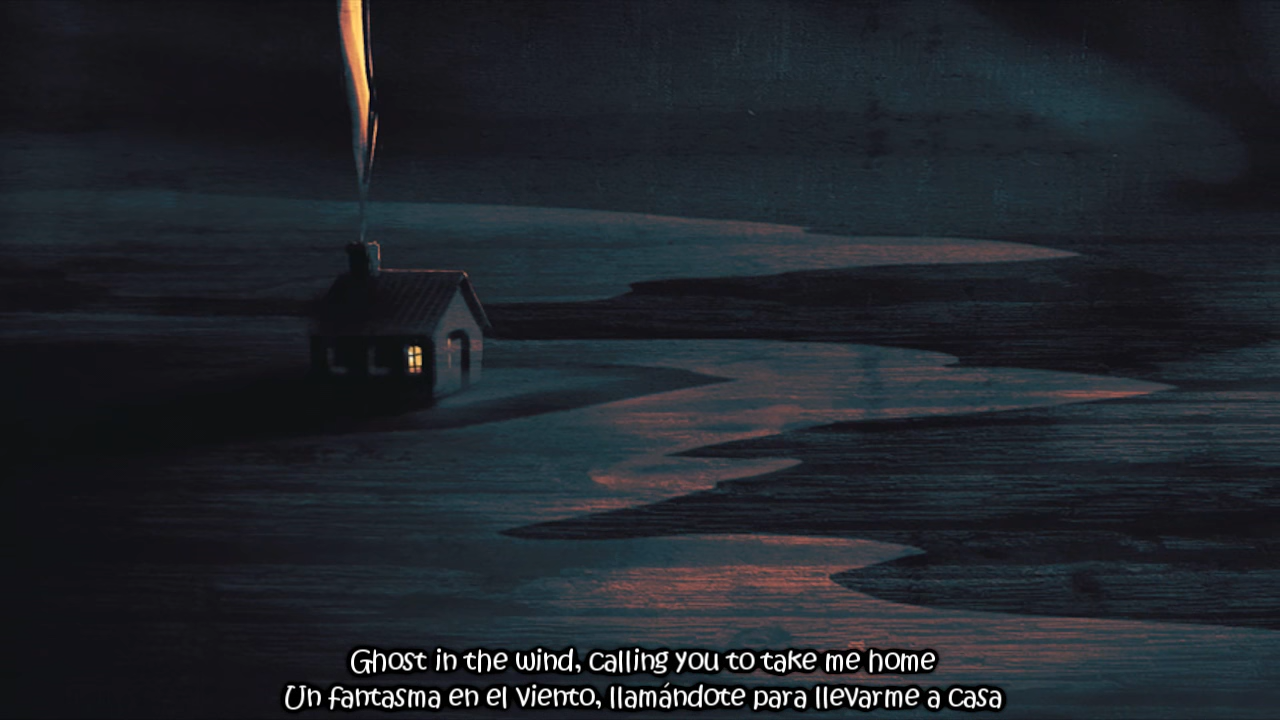 Ghost in the wind, calling you to take me home
Un fantasma en el viento, llamándote para llevarme a casa